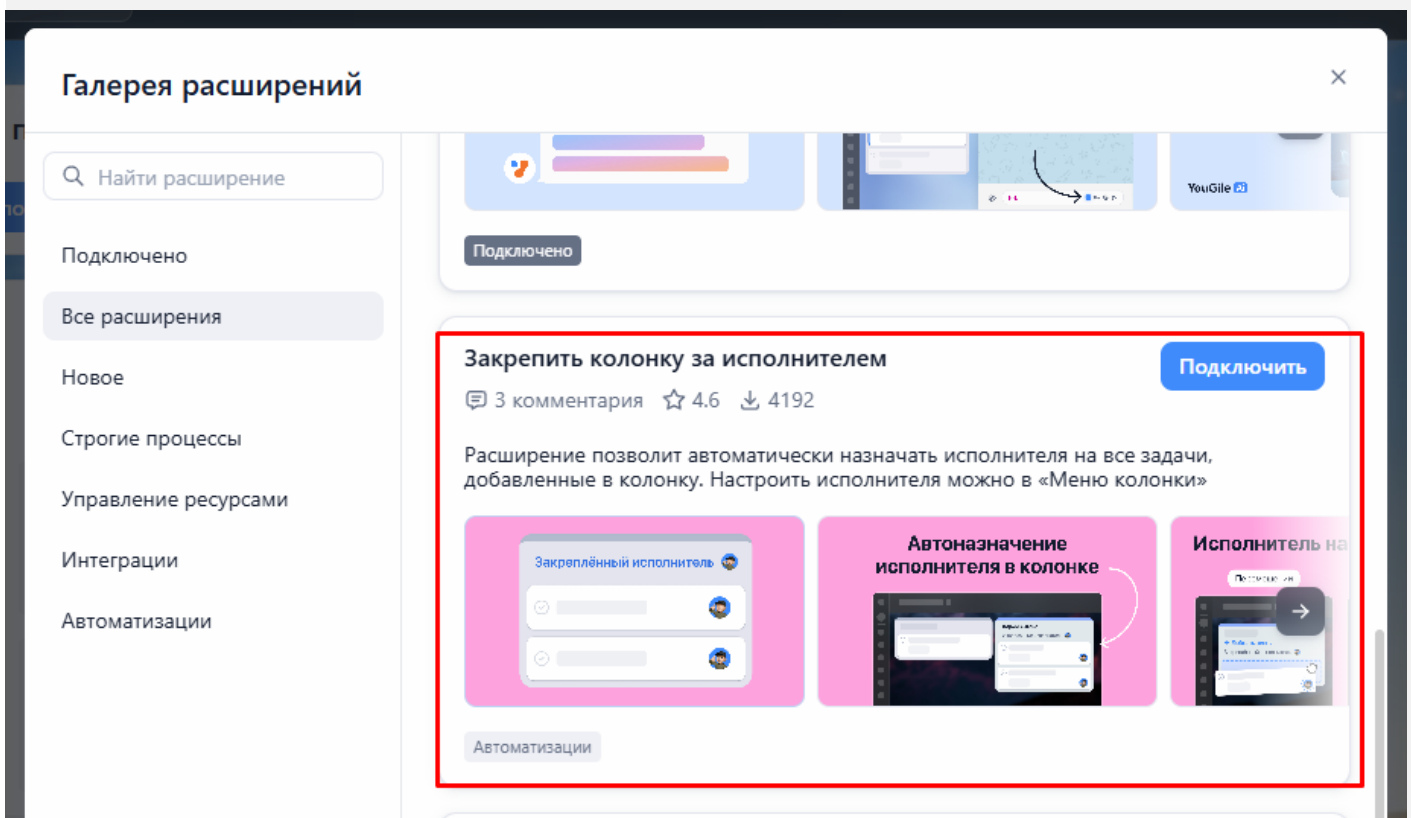 Галерея расширений
Найти расширение
Подключено
Все расширения
Новое
Строгие процессы
Управление ресурсами
Интеграции
Автоматизации
YouGile Ai
Подключено
Закрепить колонку за исполнителем
Подключить
3 комментария 4.6 4192
Расширение позволит автоматически назначать исполнителя на все задачи,
добавленные в колонку. Настроить исполнителя можно в «Меню колонки»
Закреплённый исполнитель
Автоназначение
исполнителя в колонке
Исполнитель на
Автоматизации